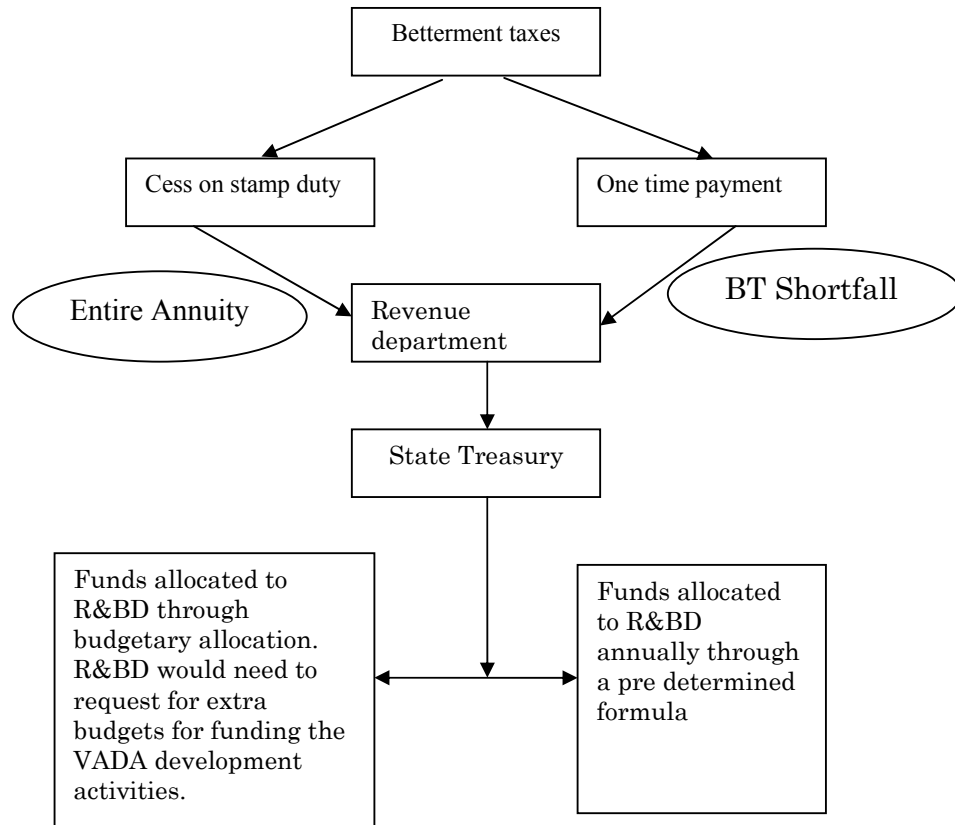 Betterment taxes
Cess on stamp duty
One time payment
Entire Annuity
BT Shortfall
Revenue
department
State Treasury
Funds allocated to
R&BD through
budgetary allocation.
R&BD would need to
request for extra
budgets for funding the
VADA development
activities.
Funds allocated
to R&BD
annually through
a pre determined
formula